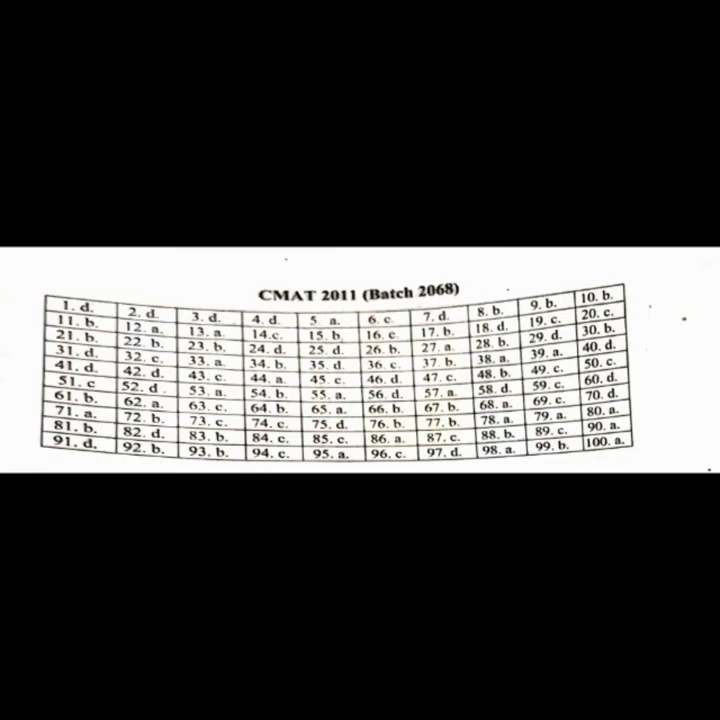 CMAT 2011 (Batch 2068)
1. d. 2. d. 3. d. 4. d. 5 a. 6. c. 7. d. 8. b. 9. b. 10. b.
11. b. 12. a. 13. a. 14.c. 15. b. 16. c. 17. b. 18. d. 19. c. 20. c.
21. b. 22. b. 23. b. 24. d. 25. d. 26. b. 27. a. 28. b. 29. d. 30. b.
31. d. 32. c. 33. a. 34. b. 35. d. 36. c. 37. b. 38. a. 39. a. 40. d.
41. d. 42. d. 43. c. 44. a. 45. c. 46. d. 47. c. 48. b. 49. c. 50. c.
51. c 52. d . 53. a. 54. b. 55. a. 56. d. 57. a. 58. d. 59. c. 60. d.
61. b. 62. a. 63. c. 64. b. 65. a. 66. b. 67. b. 68. a. 69. c. 70. d.
71. a. 72. b. 73. c. 74. c. 75. d. 76. b. 77. b. 78. a. 79. a. 80. a.
81. b. 82. d. 83. b. 84. c. 85. c. 86. a. 87. c. 88. b. 89. c. 90. a.
91. d. 92. b. 93. b. 94. c. 95. a. 96. c. 97. d. 98. a. 99. b. 100. a.